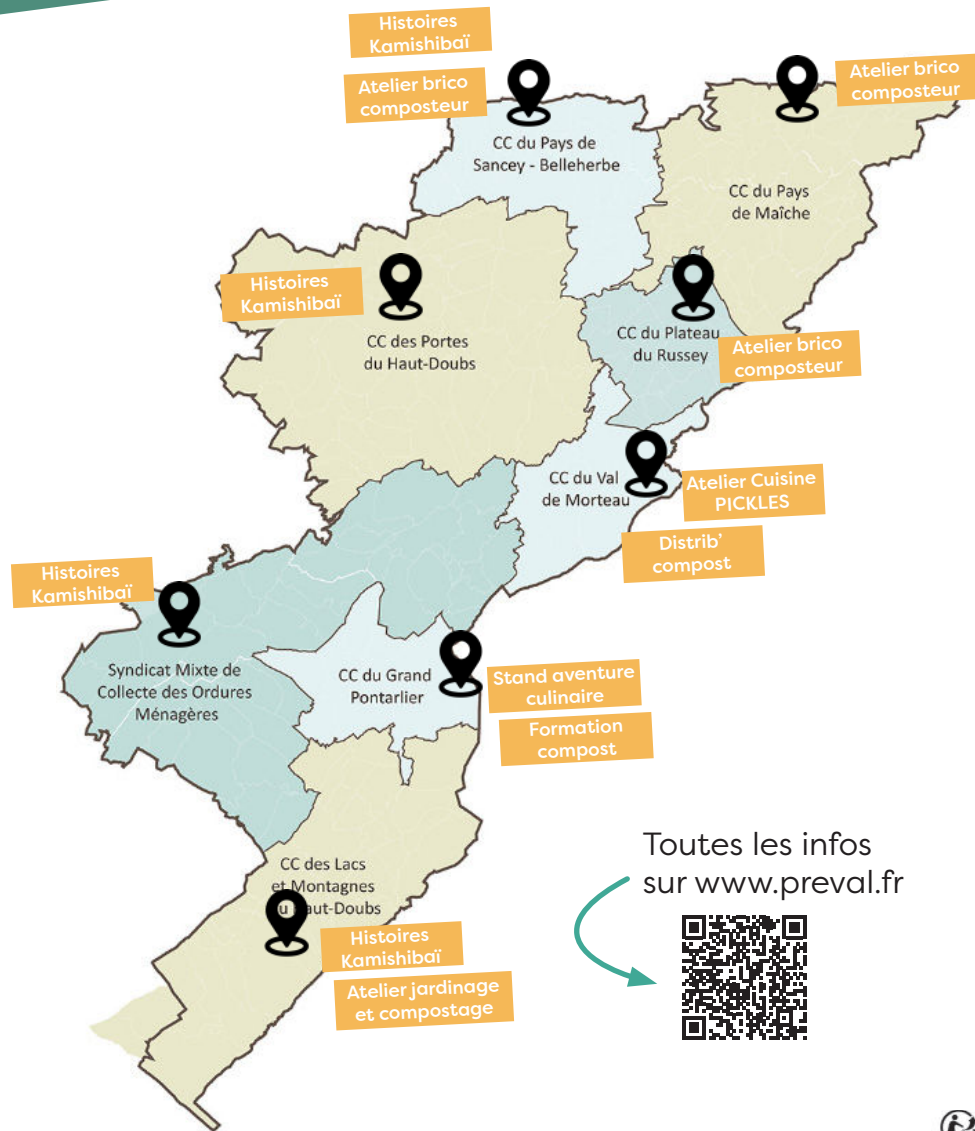 Histoires
Kamishibaï
Atelier brico
composteur
CC du Pays de
Sancey - Belleherbe
Atelier brico
composteur
CC du Pays
de Maîche
Histoires
Kamishibaï
CC des Portes
du Haut-Doubs
CC du Plateau
du Russey
Atelier brico
composteur
CC du Val
de Morteau
Atelier Cuisine
PICKLES
Distrib'
compost
Histoires
Kamishibaï
Syndicat Mixte de
Collecte des Ordures
Ménagères
CC du Grand
Pontarlier
Stand aventure
culinaire
Formation
compost
CC des Lacs
et Montagnes
du Haut-Doubs
Histoires
Kamishibaï
Atelier jardinage
et compostage
Toutes les infos
sur www.preval.fr